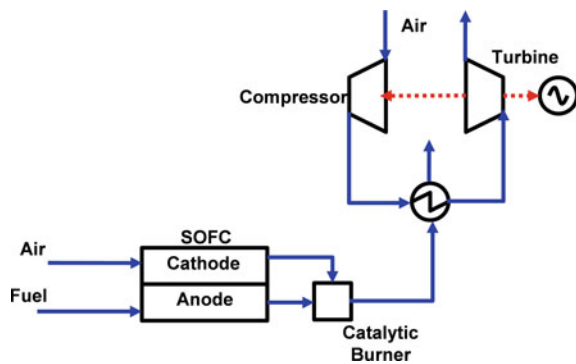 Air
Turbine
Compressor
SOFC
Air
Cathode
Fuel
Anode
Catalytic
Burner